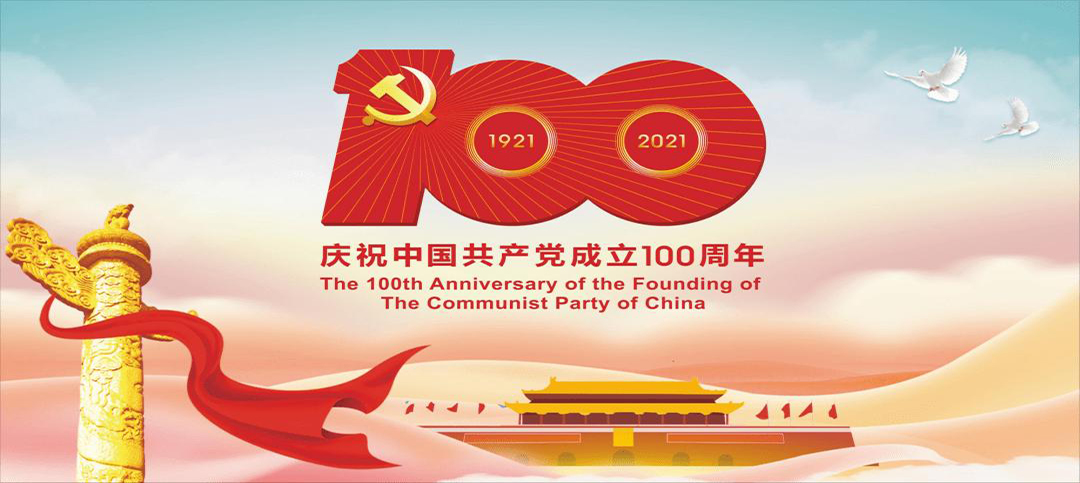 100
1921
2021
庆祝中国共产党成立100周年
The 100th Anniversary of the Founding of
The Communist Party of China